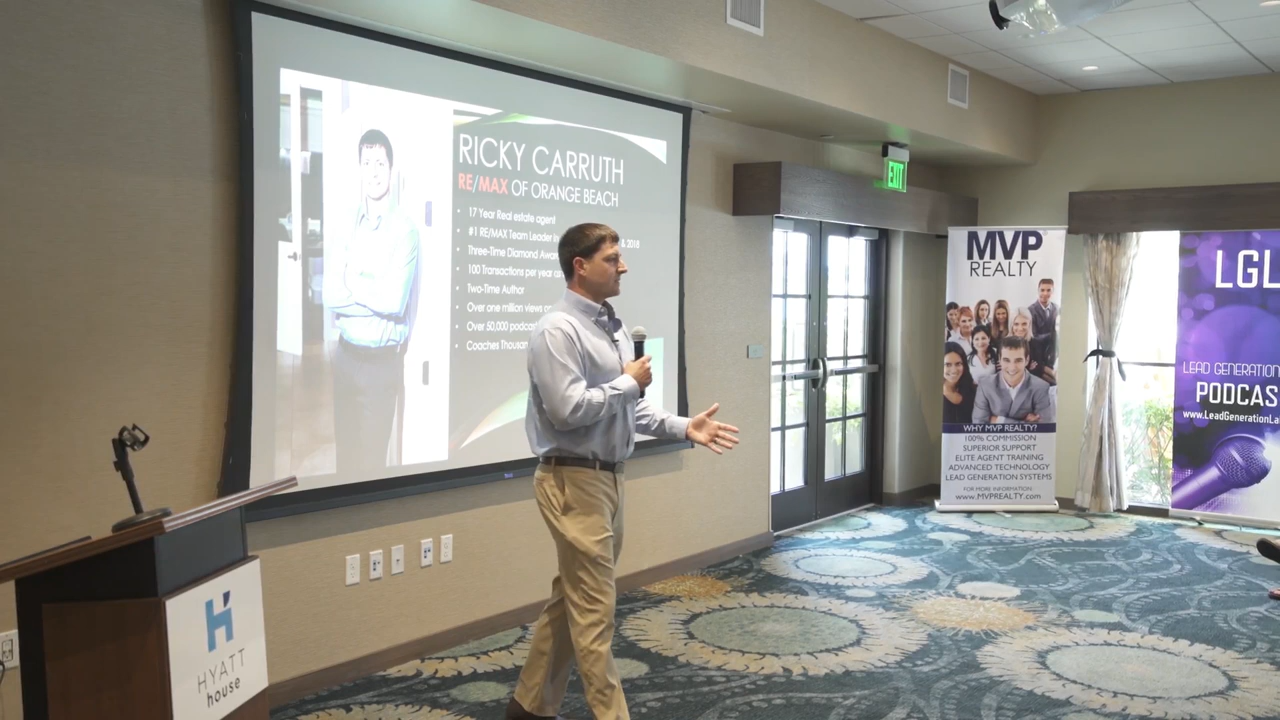 RICKY CARRUTH
RE/MAX OF ORANGE BEACH
• 17 Year Real estate agent
• #1 RE/MAX Team Leader in & 2018
• Three-Time Diamond Awar
• 100 Transactions per year
• Two-Time Author
• Over one million views
• Over 50,000 podcas
• Coaches Thousan
EXIT
MVP
REALTY
WHY MVP REALTY?
100% COMMISSION
SUPERIOR SUPPORT
ELITE AGENT TRAINING
ADVANCED TECHNOLOGY
LEAD GENERATION SYSTEMS
FOR MORE INFORMATION:
www.MVPREALTY.com
LGL
LEAD GENERATION
PODCAS
www.LeadGenerationLa
H
HYATT
house